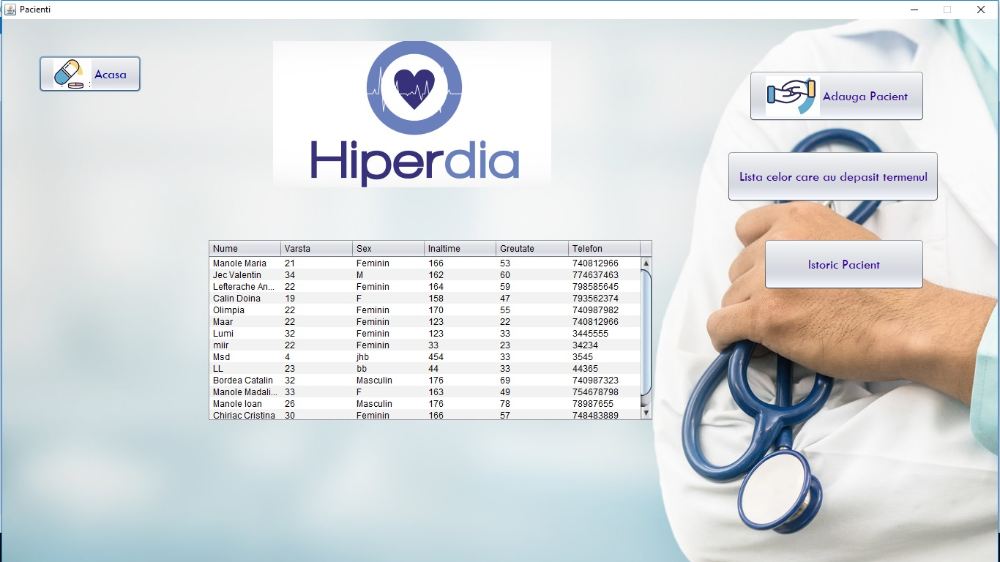 Pacienti
Acasa
:
Adauga Pacient
Hiperdia
Lista celor care au depasit termenul
Istoric Pacient
Nume Varsta Sex Inaltime Greutate Telefon
Manole Maria 21 Feminin 166 53 740812966
Jec Valentin 34 M 162 60 774637463
Lefterache An... 22 Feminin 164 59 798585645
Calin Doina 19 F 158 47 793562374
Olimpia 22 Feminin 170 55 740987982
Maar 22 Feminin 123 22 740812966
Lumi 32 Feminin 123 33 3445555
miir 22 Feminin 33 23 34234
Msd 4 jhb 454 33 3545
LL 23 bb 44 33 44365
Bordea Catalin 32 Masculin 176 69 740987323
Manole Madali... 33 F 163 49 754678798
Manole Ioan 26 Masculin 176 78 78987655
Chiriac Cristina 30 Feminin 166 57 748483889